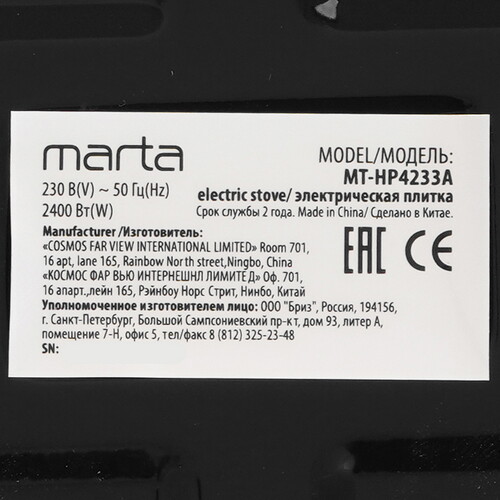 marta
MODEL/МОДЕЛЬ:
MT-HP4233A
230 В(V) ~ 50 Гц(Hz)
2400 Вт(W)
electric stove/ электрическая плитка
Срок службы 2 года. Made in China/ Сделано в Китае.
Manufacturer /Изготовитель:
«COSMOS FAR VIEW INTERNATIONAL LIMITED» Room 701,
16 apt, lane 165, Rainbow North street,Ningbo, China
«КОСМОС ФАР ВЬЮ ИНТЕРНЕШНЛ ЛИМИТЕД» Оф. 701,
16 апарт.,лейн 165, Рэйнбоу Норс Стрит, Нинбо, Китай
EAC CE
Уполномоченное изготовителем лицо: ООО "Бриз", Россия, 194156,
г. Санкт-Петербург, Большой Сампсониевский пр-кт, дом 93, литер А,
помещение 7-Н, офис 5, тел/факс 8 (812) 325-23-48
SN: